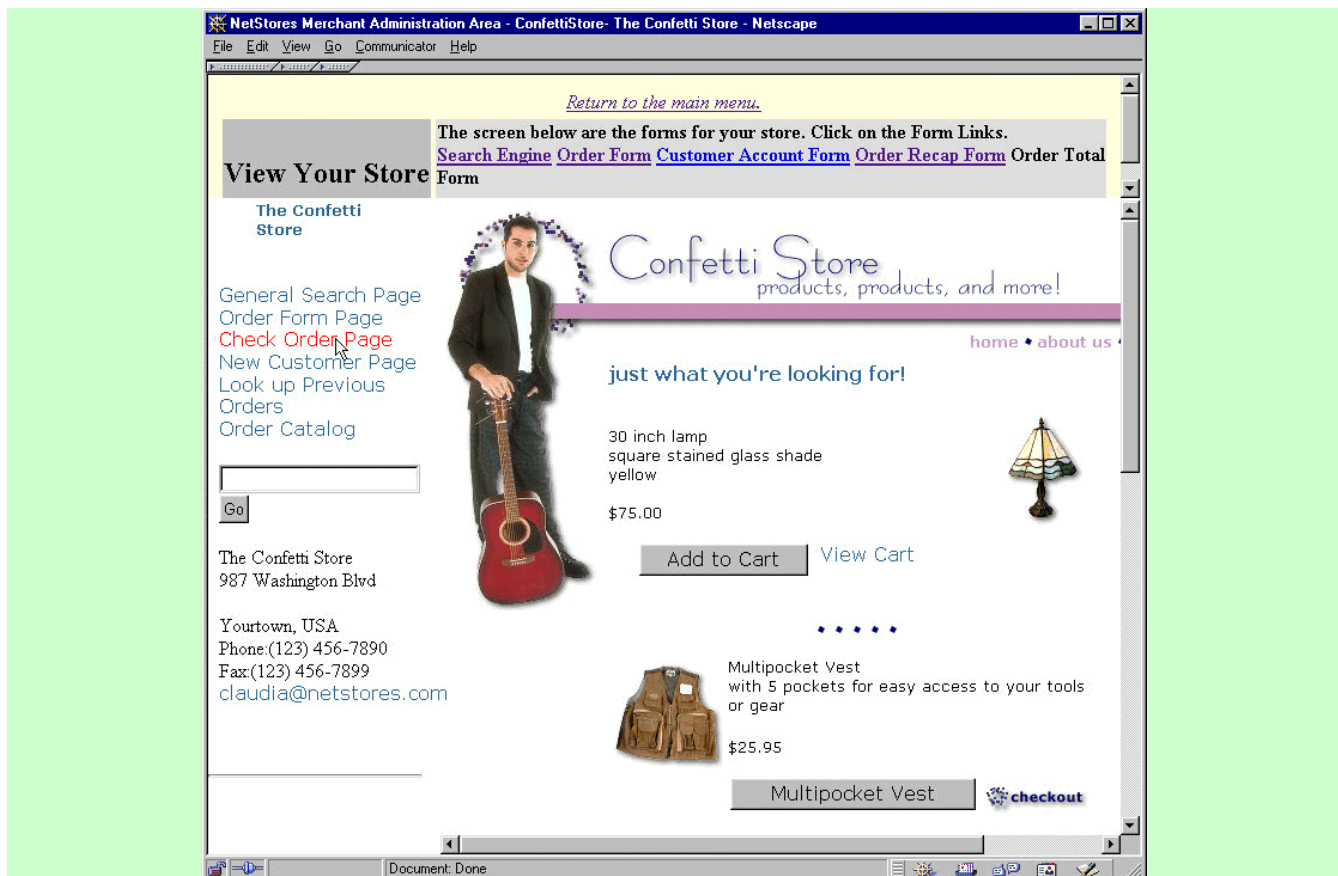 NetStores Merchant Administration Area - ConfettiStore- The Confetti Store - Netscape
File Edit View Go Communicator Help
Return to the main menu.
View Your Store
The screen below are the forms for your store. Click on the Form Links.
Search Engine Order Form Customer Account Form Order Recap Form Order Total
Form
The Confetti
Store
General Search Page
Order Form Page
Check Order Page
New Customer Page
Look up Previous
Orders
Order Catalog
Go
The Confetti Store
987 Washington Blvd
Yourtown, USA
Phone:(123) 456-7890
Fax:(123) 456-7899
claudia@netstores.com
Confetti Store
products, products, and more!
home • about us •
just what you're looking for!
30 inch lamp
square stained glass shade
yellow
$75.00
Add to Cart View Cart
Multipocket Vest
with 5 pockets for easy access to your tools
or gear
$25.95
Multipocket Vest checkout
Document: Done